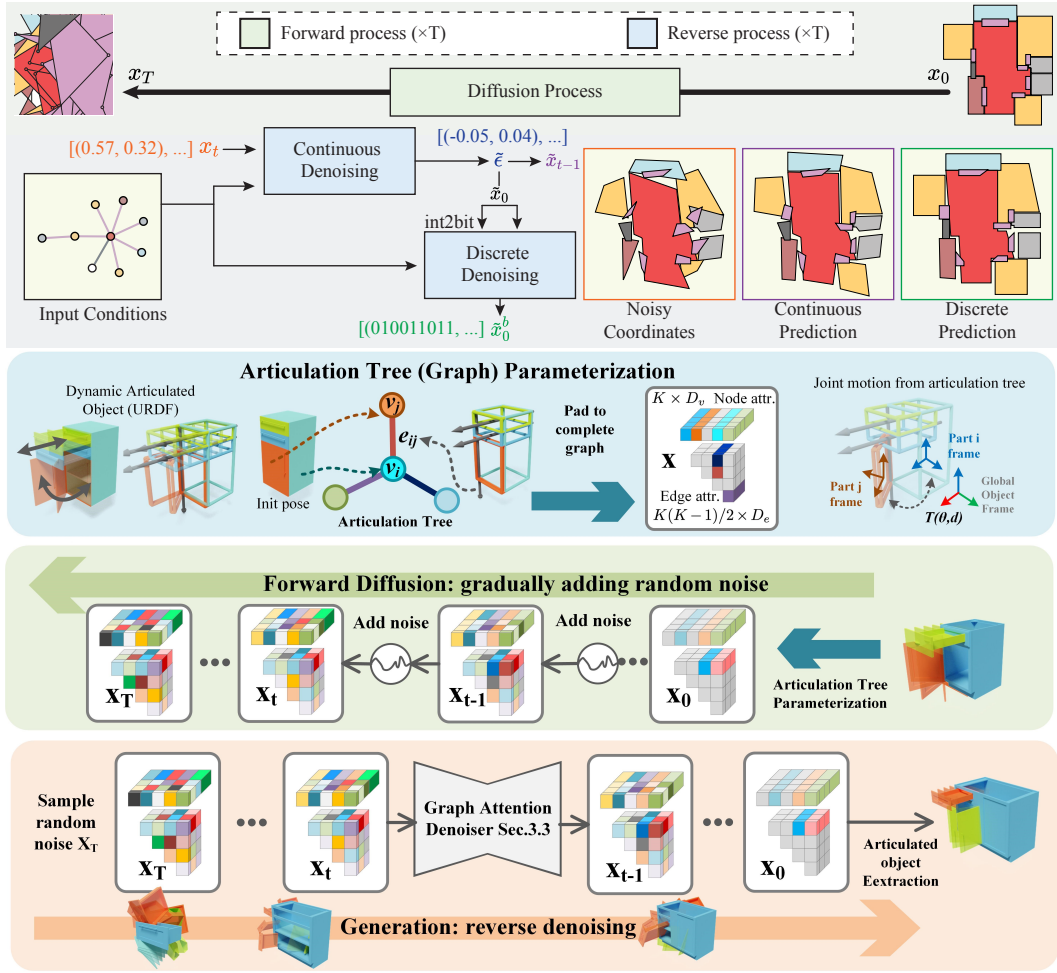 Forward process (×T)
Reverse process (×T)
x_T
x_0
Diffusion Process
[(0.57, 0.32), ...] x_t
Continuous
Denoising
[(-0.05, 0.04), ...]
ϵ̃
x̃_{t-1}
x̃_0
int2bit
Discrete
Denoising
[(010011011, ...] x̃_0^b
Input Conditions
Noisy
Coordinates
Continuous
Prediction
Discrete
Prediction
Articulation Tree (Graph) Parameterization
Dynamic Articulated
Object (URDF)
Init pose
v_j
e_{ij}
v_i
Articulation Tree
Pad to
complete
graph
K × D_v Node attr.
X
Edge attr.
K(K − 1)/2 × D_e
Joint motion from articulation tree
Part i
frame
Part j
frame
Global
Object
Frame
T(θ,d)
Forward Diffusion: gradually adding random noise
X_T
X_t
Add noise
X_{t-1}
Add noise
X_0
Articulation Tree
Parameterization
Sample
random
noise X_T
X_T
X_t
Graph Attention
Denoiser Sec.3.3
X_{t-1}
X_0
Articulated
object
Eextraction
Generation: reverse denoising